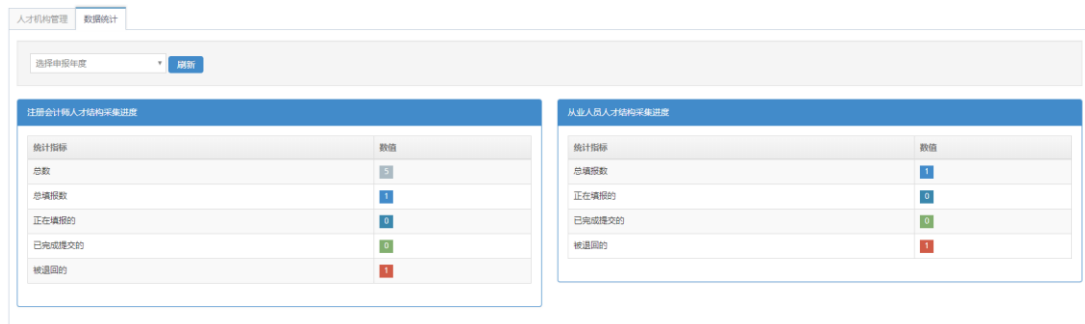 人才机构管理 数据统计
选择申报年度 刷新
注册会计师人才结构采集进度
统计指标 数值
总数 5
总填报数 1
正在填报的 0
已完成提交的 0
被退回的 1
从业人员人才结构采集进度
统计指标 数值
总填报数 1
正在填报的 0
已完成提交的 0
被退回的 1